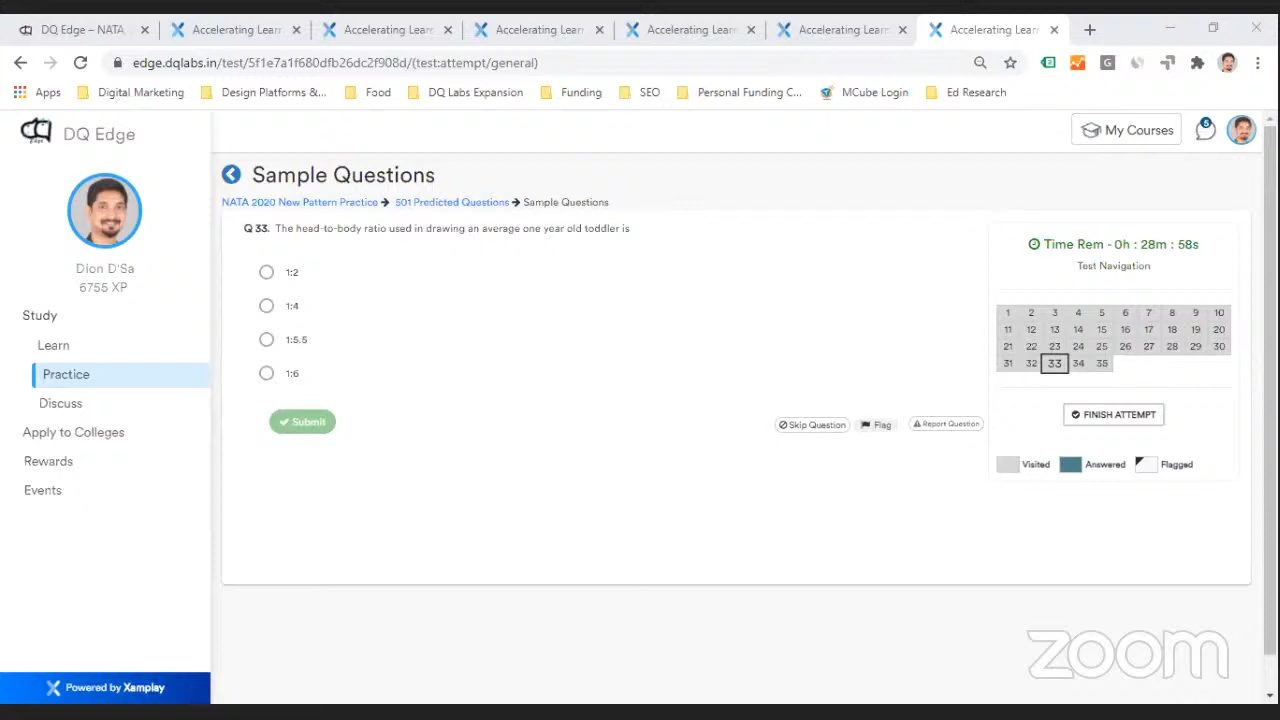 DQ Edge – NATA
Accelerating Learn
Accelerating Learn
Accelerating Learn
Accelerating Learn
Accelerating Learn
Accelerating Learn
edge.dqlabs.in/test/5f1e7a1f680dfb26dc2f908d/(test:attempt/general)
Apps Digital Marketing Design Platforms &... Food DQ Labs Expansion Funding SEO Personal Funding C... MCube Login Ed Research
DQ Edge
My Courses
5
Dion D'Sa
6755 XP
Study
Learn
Practice
Discuss
Apply to Colleges
Rewards
Events
Powered by Xamplay
Sample Questions
NATA 2020 New Pattern Practice → 501 Predicted Questions → Sample Questions
Q 33. The head-to-body ratio used in drawing an average one year old toddler is
1:2
1:4
1:5.5
1:6
Submit
Skip Question Flag Report Question
Time Rem - 0h : 28m : 58s
Test Navigation
1 2 3 4 5 6 7 8 9 10
11 12 13 14 15 16 17 18 19 20
21 22 23 24 25 26 27 28 29 30
31 32 33 34 35
FINISH ATTEMPT
Visited Answered Flagged
zoom